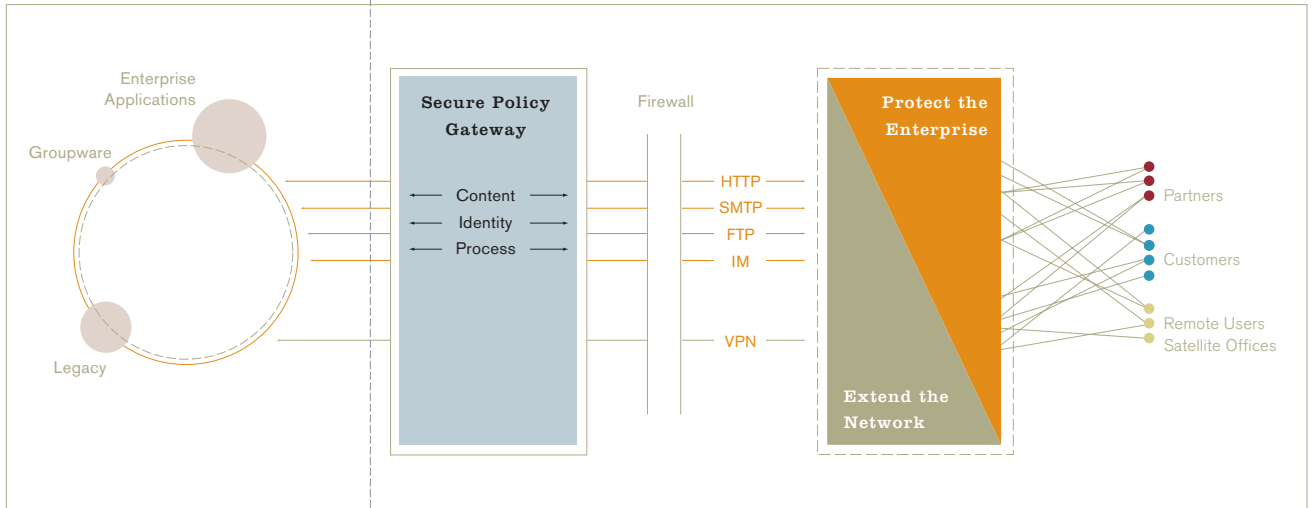 Enterprise
Applications
Groupware
Legacy
Secure Policy
Gateway
Content
Identity
Process
Firewall
HTTP
SMTP
FTP
IM
VPN
Protect the
Enterprise
Extend the
Network
Partners
Customers
Remote Users
Satellite Offices